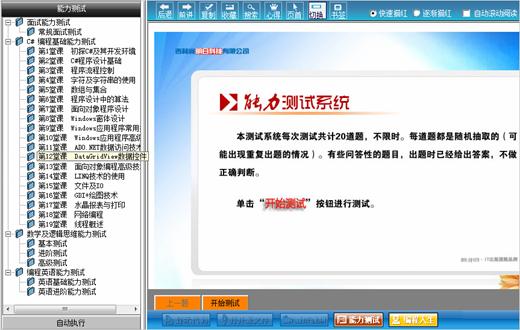 能力测试
面试能力测试
常规面试测试
C# 编程基础能力测试
第1堂课 初探C#及其开发环境
第2堂课 C#程序设计基础
第3堂课 程序流程控制
第4堂课 字符及字符串的使用
第5堂课 数组与集合
第6堂课 程序设计中的算法
第7堂课 面向对象程序设计
第8堂课 Windows窗体设计
第9堂课 Windows应用程序常用
第10堂课 Windows应用程序高级
第11堂课 ADO.NET数据访问技术
第12堂课 DataGridView数据控件
第13堂课 面向对象编程高级技
第14堂课 LINQ技术的使用
第15堂课 文件及IO
第16堂课 GDI+绘图技术
第17堂课 水晶报表与打印
第18堂课 网络编程
第19堂课 线程概述
数学及逻辑思维能力测试
基本测试
进阶测试
高级测试
编程英语能力测试
英语基础能力测试
英语进阶能力测试
自动执行
后退 前进 复制 收藏 搜索 心得 页首 切换 书签 快速描红 逐渐描红 自动滚动阅读
吉林省明日科技有限公司
能力测试系统
本测试系统每次测试共计20道题，不限时。每道题都是随机抽取的（可
能出现重复出题的情况）。有些问答性的题目，出题时已给出答案，不做
正确判断。
单击“开始测试”按钮进行测试。
上一题 开始测试
能力测试 编程人生